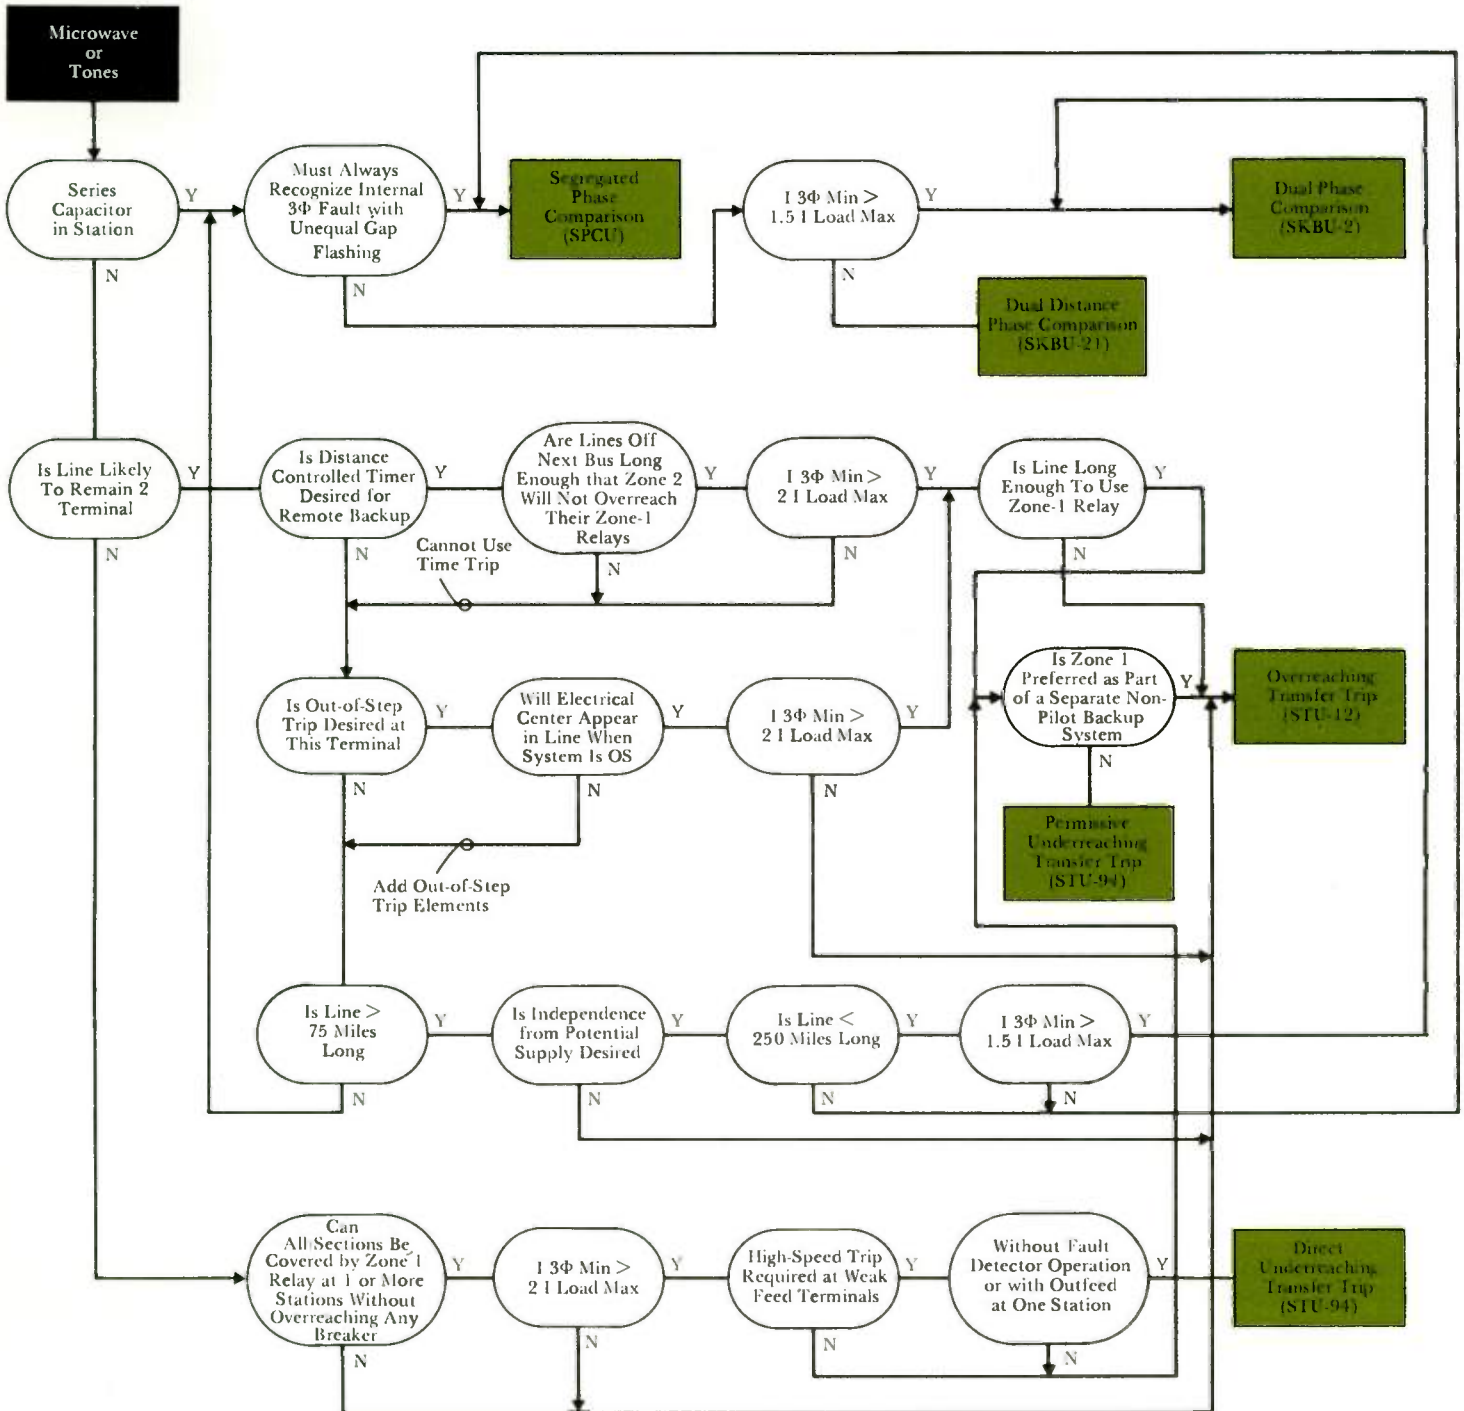 Microwave
or
Tones
Series
Capacitor
in Station
Y
N
Must Always
Recognize Internal
3Φ Fault with
Unequal Gap
Flashing
Y
N
Segregated
Phase
Comparison
(SPCU)
I 3Φ Min >
1.5 I Load Max
Y
N
Dual Phase
Comparison
(SKBU-2)
Dual Distance
Phase Comparison
(SKBU-21)
Is Line Likely
To Remain 2
Terminal
Y
N
Is Distance
Controlled Timer
Desired for
Remote Backup
Y
N
Are Lines Off
Next Bus Long
Enough that Zone 2
Will Not Overreach
Their Zone-1
Relays
Y
N
I 3Φ Min >
2 I Load Max
Y
N
Is Line Long
Enough To Use
Zone-1 Relay
Y
N
Cannot Use
Time Trip
Is Out-of-Step
Trip Desired at
This Terminal
Y
N
Will Electrical
Center Appear
in Line When
System Is OS
Y
N
I 3Φ Min >
2 I Load Max
Y
N
Is Zone 1
Preferred as Part
of a Separate Non-
Pilot Backup
System
Y
N
Overreaching
Transfer Trip
(STU-12)
Permissive
Underreaching
Transfer Trip
(STU-94)
Add Out-of-Step
Trip Elements
Is Line >
75 Miles
Long
Y
N
Is Independence
from Potential
Supply Desired
Y
N
Is Line <
250 Miles Long
Y
N
I 3Φ Min >
1.5 I Load Max
Y
N
Can
All Sections Be
Covered by Zone 1
Relay at 1 or More
Stations Without
Overreaching Any
Breaker
Y
N
I 3Φ Min >
2 I Load Max
Y
N
High-Speed Trip
Required at Weak
Feed Terminals
Y
N
Without Fault
Detector Operation
or with Outfeed
at One Station
Y
N
Direct
Underreaching
Transfer Trip
(STU-94)